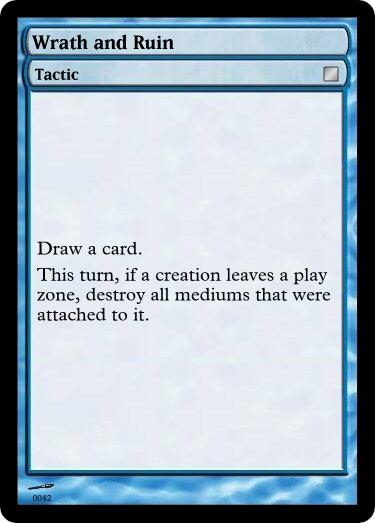 Wrath and Ruin
Tactic
Draw a card.
This turn, if a creation leaves a play
zone, destroy all mediums that were
attached to it.
0042